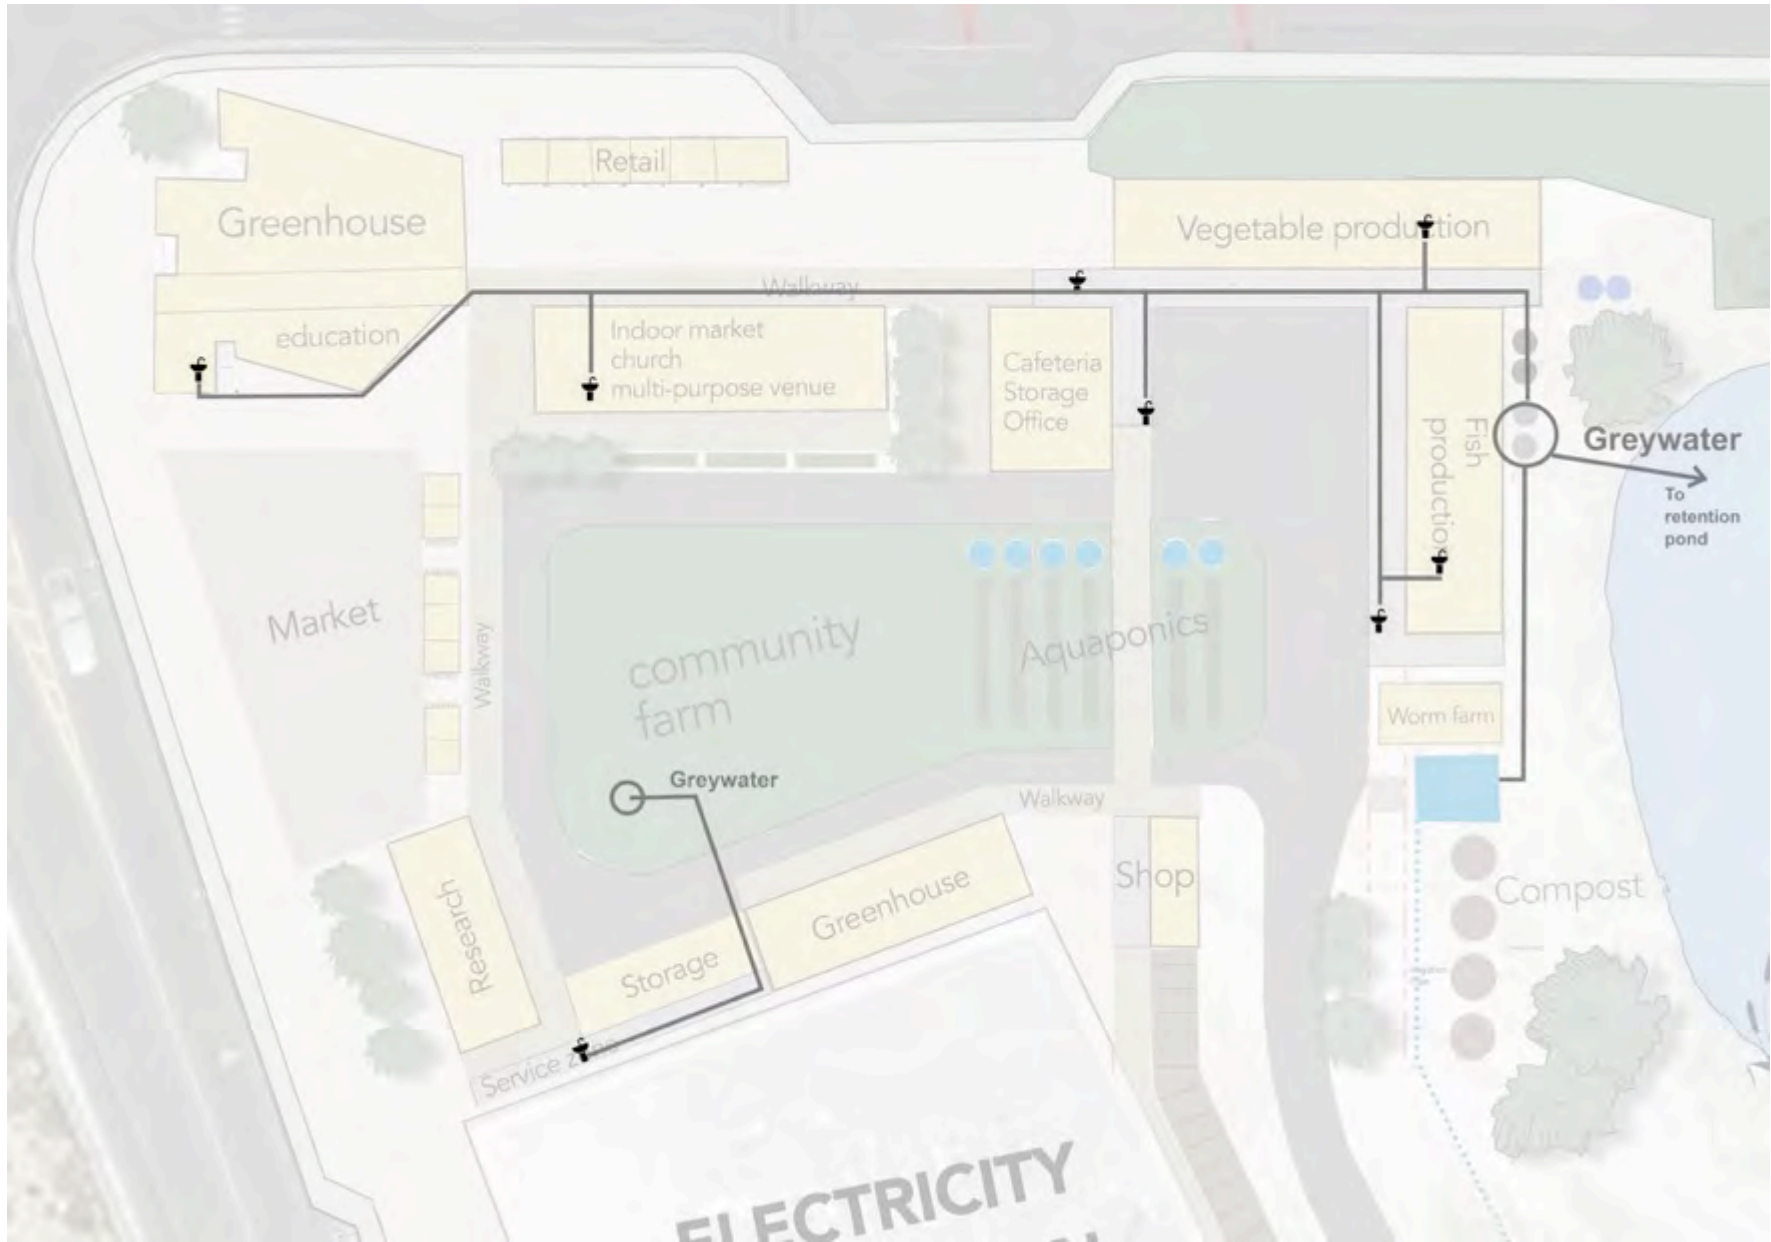 Retail
Greenhouse
Vegetable production
Walkway
education
Indoor market
church
multi-purpose venue
Cafeteria
Storage
Office
Fish
production
Greywater
To
retention
pond
Market
Walkway
community
farm
Aquaponics
Worm farm
Greywater
Walkway
Shop
Compost
Research
Greenhouse
Storage
Service zone
ELECTRICITY